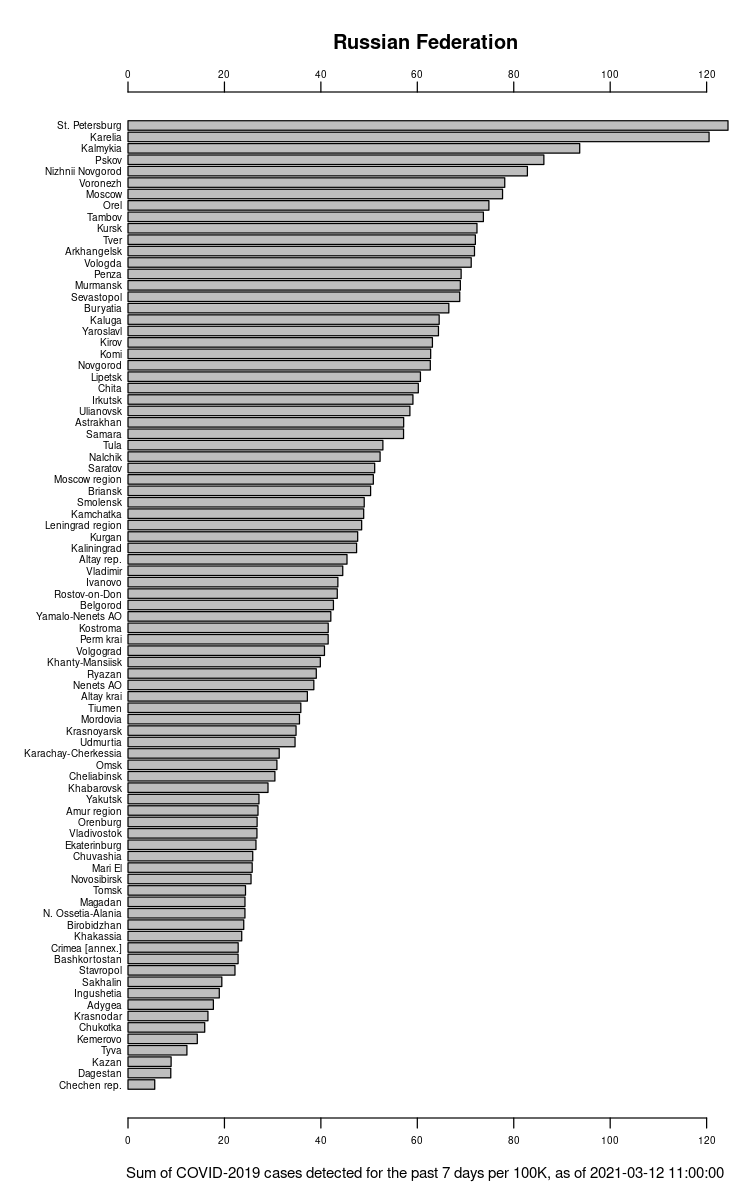 Russian Federation
0 20 40 60 80 100 120
St. Petersburg
Karelia
Kalmykia
Pskov
Nizhnii Novgorod
Voronezh
Moscow
Orel
Tambov
Kursk
Tver
Arkhangelsk
Vologda
Penza
Murmansk
Sevastopol
Buryatia
Kaluga
Yaroslavl
Kirov
Komi
Novgorod
Lipetsk
Chita
Irkutsk
Ulianovsk
Astrakhan
Samara
Tula
Nalchik
Saratov
Moscow region
Briansk
Smolensk
Kamchatka
Leningrad region
Kurgan
Kaliningrad
Altay rep.
Vladimir
Ivanovo
Rostov-on-Don
Belgorod
Yamalo-Nenets AO
Kostroma
Perm krai
Volgograd
Khanty-Mansiisk
Ryazan
Nenets AO
Altay krai
Tiumen
Mordovia
Krasnoyarsk
Udmurtia
Karachay-Cherkessia
Omsk
Cheliabinsk
Khabarovsk
Yakutsk
Amur region
Orenburg
Vladivostok
Ekaterinburg
Chuvashia
Mari El
Novosibirsk
Tomsk
Magadan
N. Ossetia-Alania
Birobidzhan
Khakassia
Crimea [annex.]
Bashkortostan
Stavropol
Sakhalin
Ingushetia
Adygea
Krasnodar
Chukotka
Kemerovo
Tyva
Kazan
Dagestan
Chechen rep.
0 20 40 60 80 100 120
Sum of COVID-2019 cases detected for the past 7 days per 100K, as of 2021-03-12 11:00:00